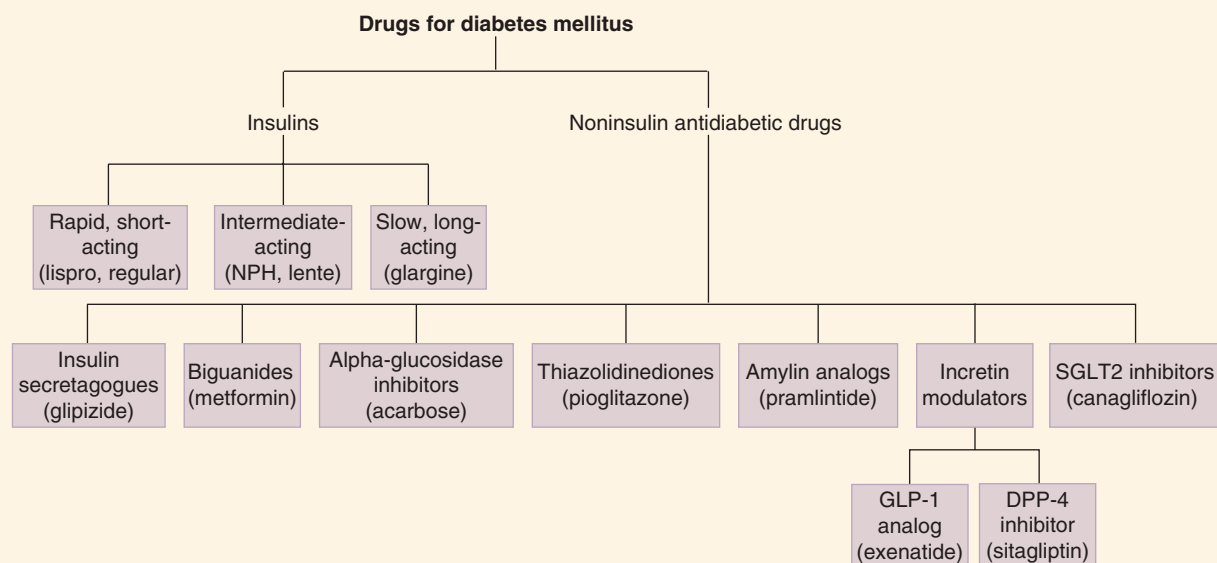 Drugs for diabetes mellitus
Insulins
Noninsulin antidiabetic drugs
Rapid, short-
acting
(lispro, regular)
Intermediate-
acting
(NPH, lente)
Slow, long-
acting
(glargine)
Insulin
secretagogues
(glipizide)
Biguanides
(metformin)
Alpha-glucosidase
inhibitors
(acarbose)
Thiazolidinediones
(pioglitazone)
Amylin analogs
(pramlintide)
Incretin
modulators
SGLT2 inhibitors
(canagliflozin)
GLP-1
analog
(exenatide)
DPP-4
inhibitor
(sitagliptin)